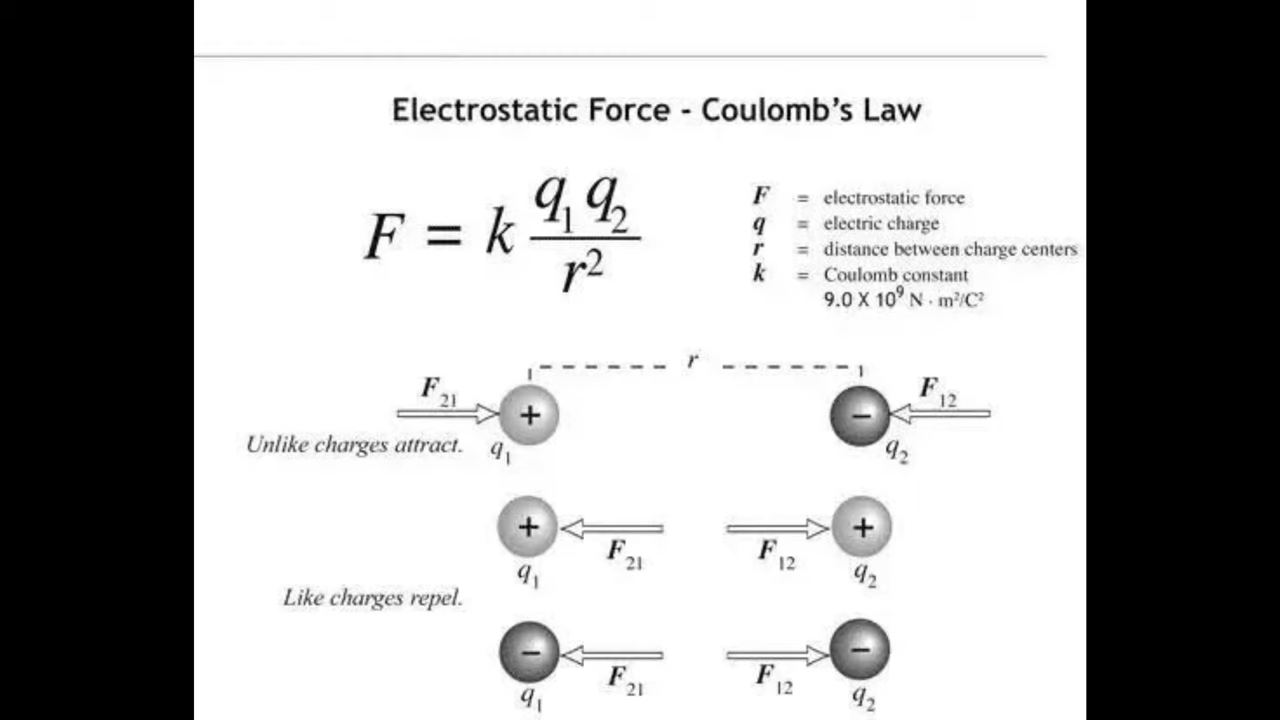 Electrostatic Force - Coulomb's Law
F = k q₁ q₂ / r²
F = electrostatic force
q = electric charge
r = distance between charge centers
k = Coulomb constant
9.0 X 10⁹ N · m²/C²
r
F₂₁ + − F₁₂
Unlike charges attract. q₁ q₂
+ F₂₁ F₁₂ +
q₁ q₂
Like charges repel.
− F₂₁ F₁₂ −
q₁ q₂